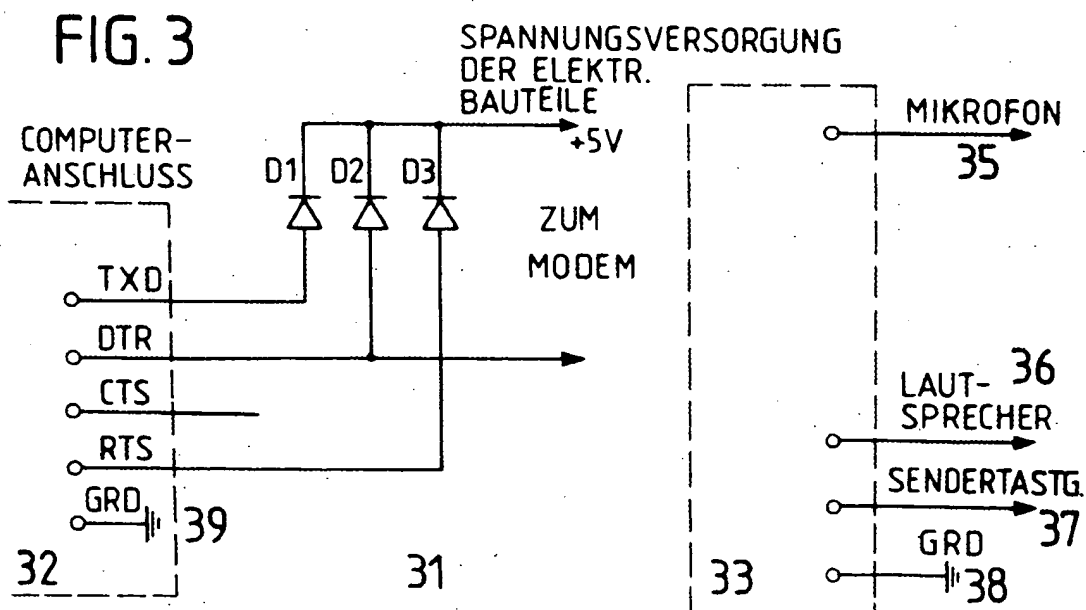 FIG. 3
SPANNUNGSVERSORGUNG
DER ELEKTR.
BAUTEILE
+5V
COMPUTER-
ANSCHLUSS
D1
D2
D3
ZUM
MODEM
TXD
DTR
CTS
RTS
GRD
39
32
31
33
MIKROFON
35
36
LAUT-
SPRECHER
SENDERTASTG.
37
GRD
38